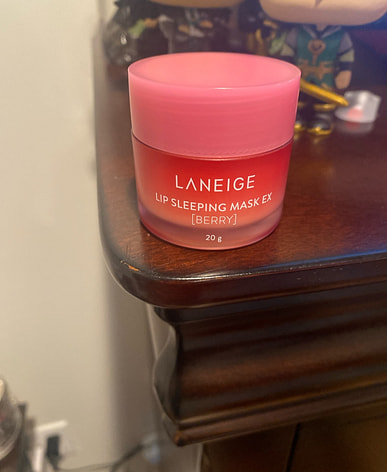 LANEIGE
LIP SLEEPING MASK EX
[BERRY]
20 g